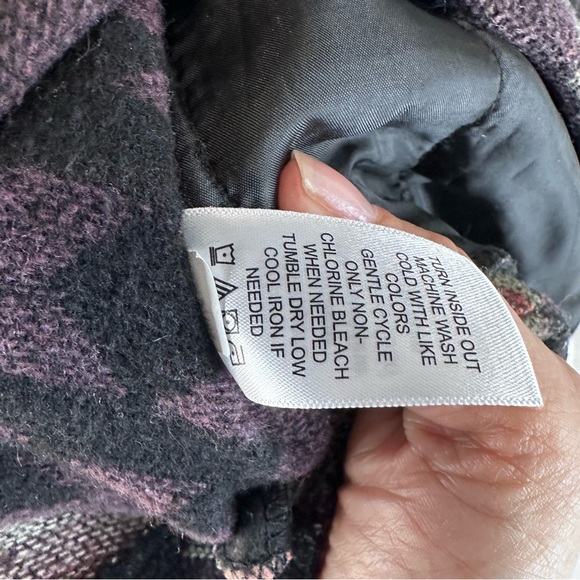 TURN INSIDE OUT
MACHINE WASH
COLD WITH LIKE
COLORS
GENTLE CYCLE
ONLY NON-
CHLORINE BLEACH
WHEN NEEDED
TUMBLE DRY LOW
COOL IRON IF
NEEDED